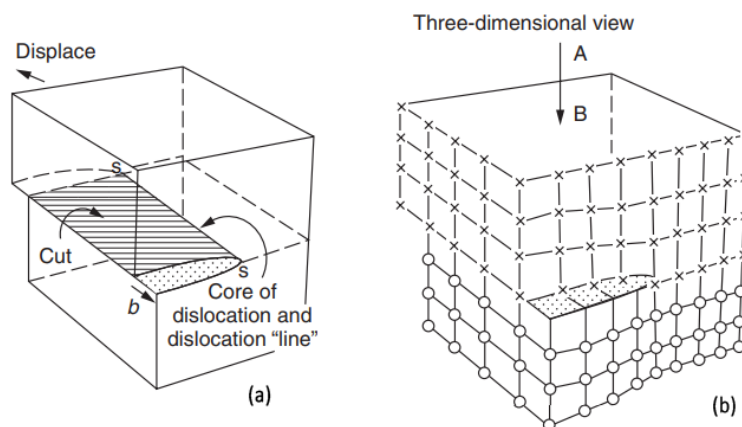 Displace
s
Cut
s
b
Core of
dislocation and
dislocation “line”
(a)
Three-dimensional view
A
B
(b)